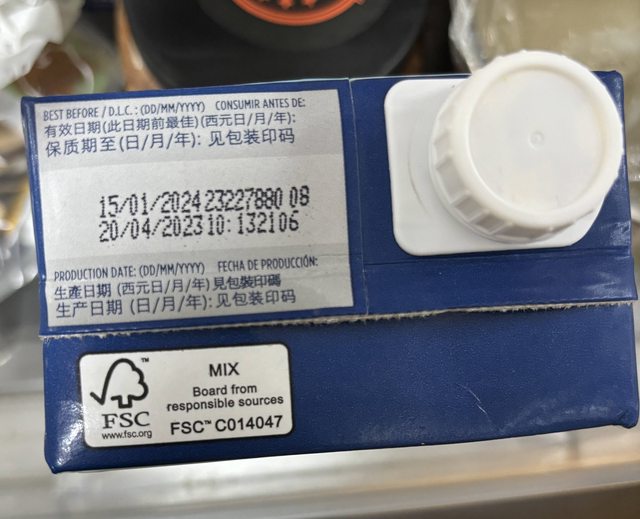 BEST BEFORE / D.L.C. : (DD/MM/YYYY) CONSUMIR ANTES DE:
有效日期(此日期前最佳)(西元日/月/年):
保质期至(日/月/年): 见包装印码
15/01/2024 23227880 08
20/04/2023 10:132106
PRODUCTION DATE: (DD/MM/YYYY) FECHA DE PRODUCCIÓN:
生產日期 (西元日/月/年) 見包裝印碼
生产日期 (日/月/年): 见包装印码
FSC
www.fsc.org
MIX
Board from
responsible sources
FSC™ C014047